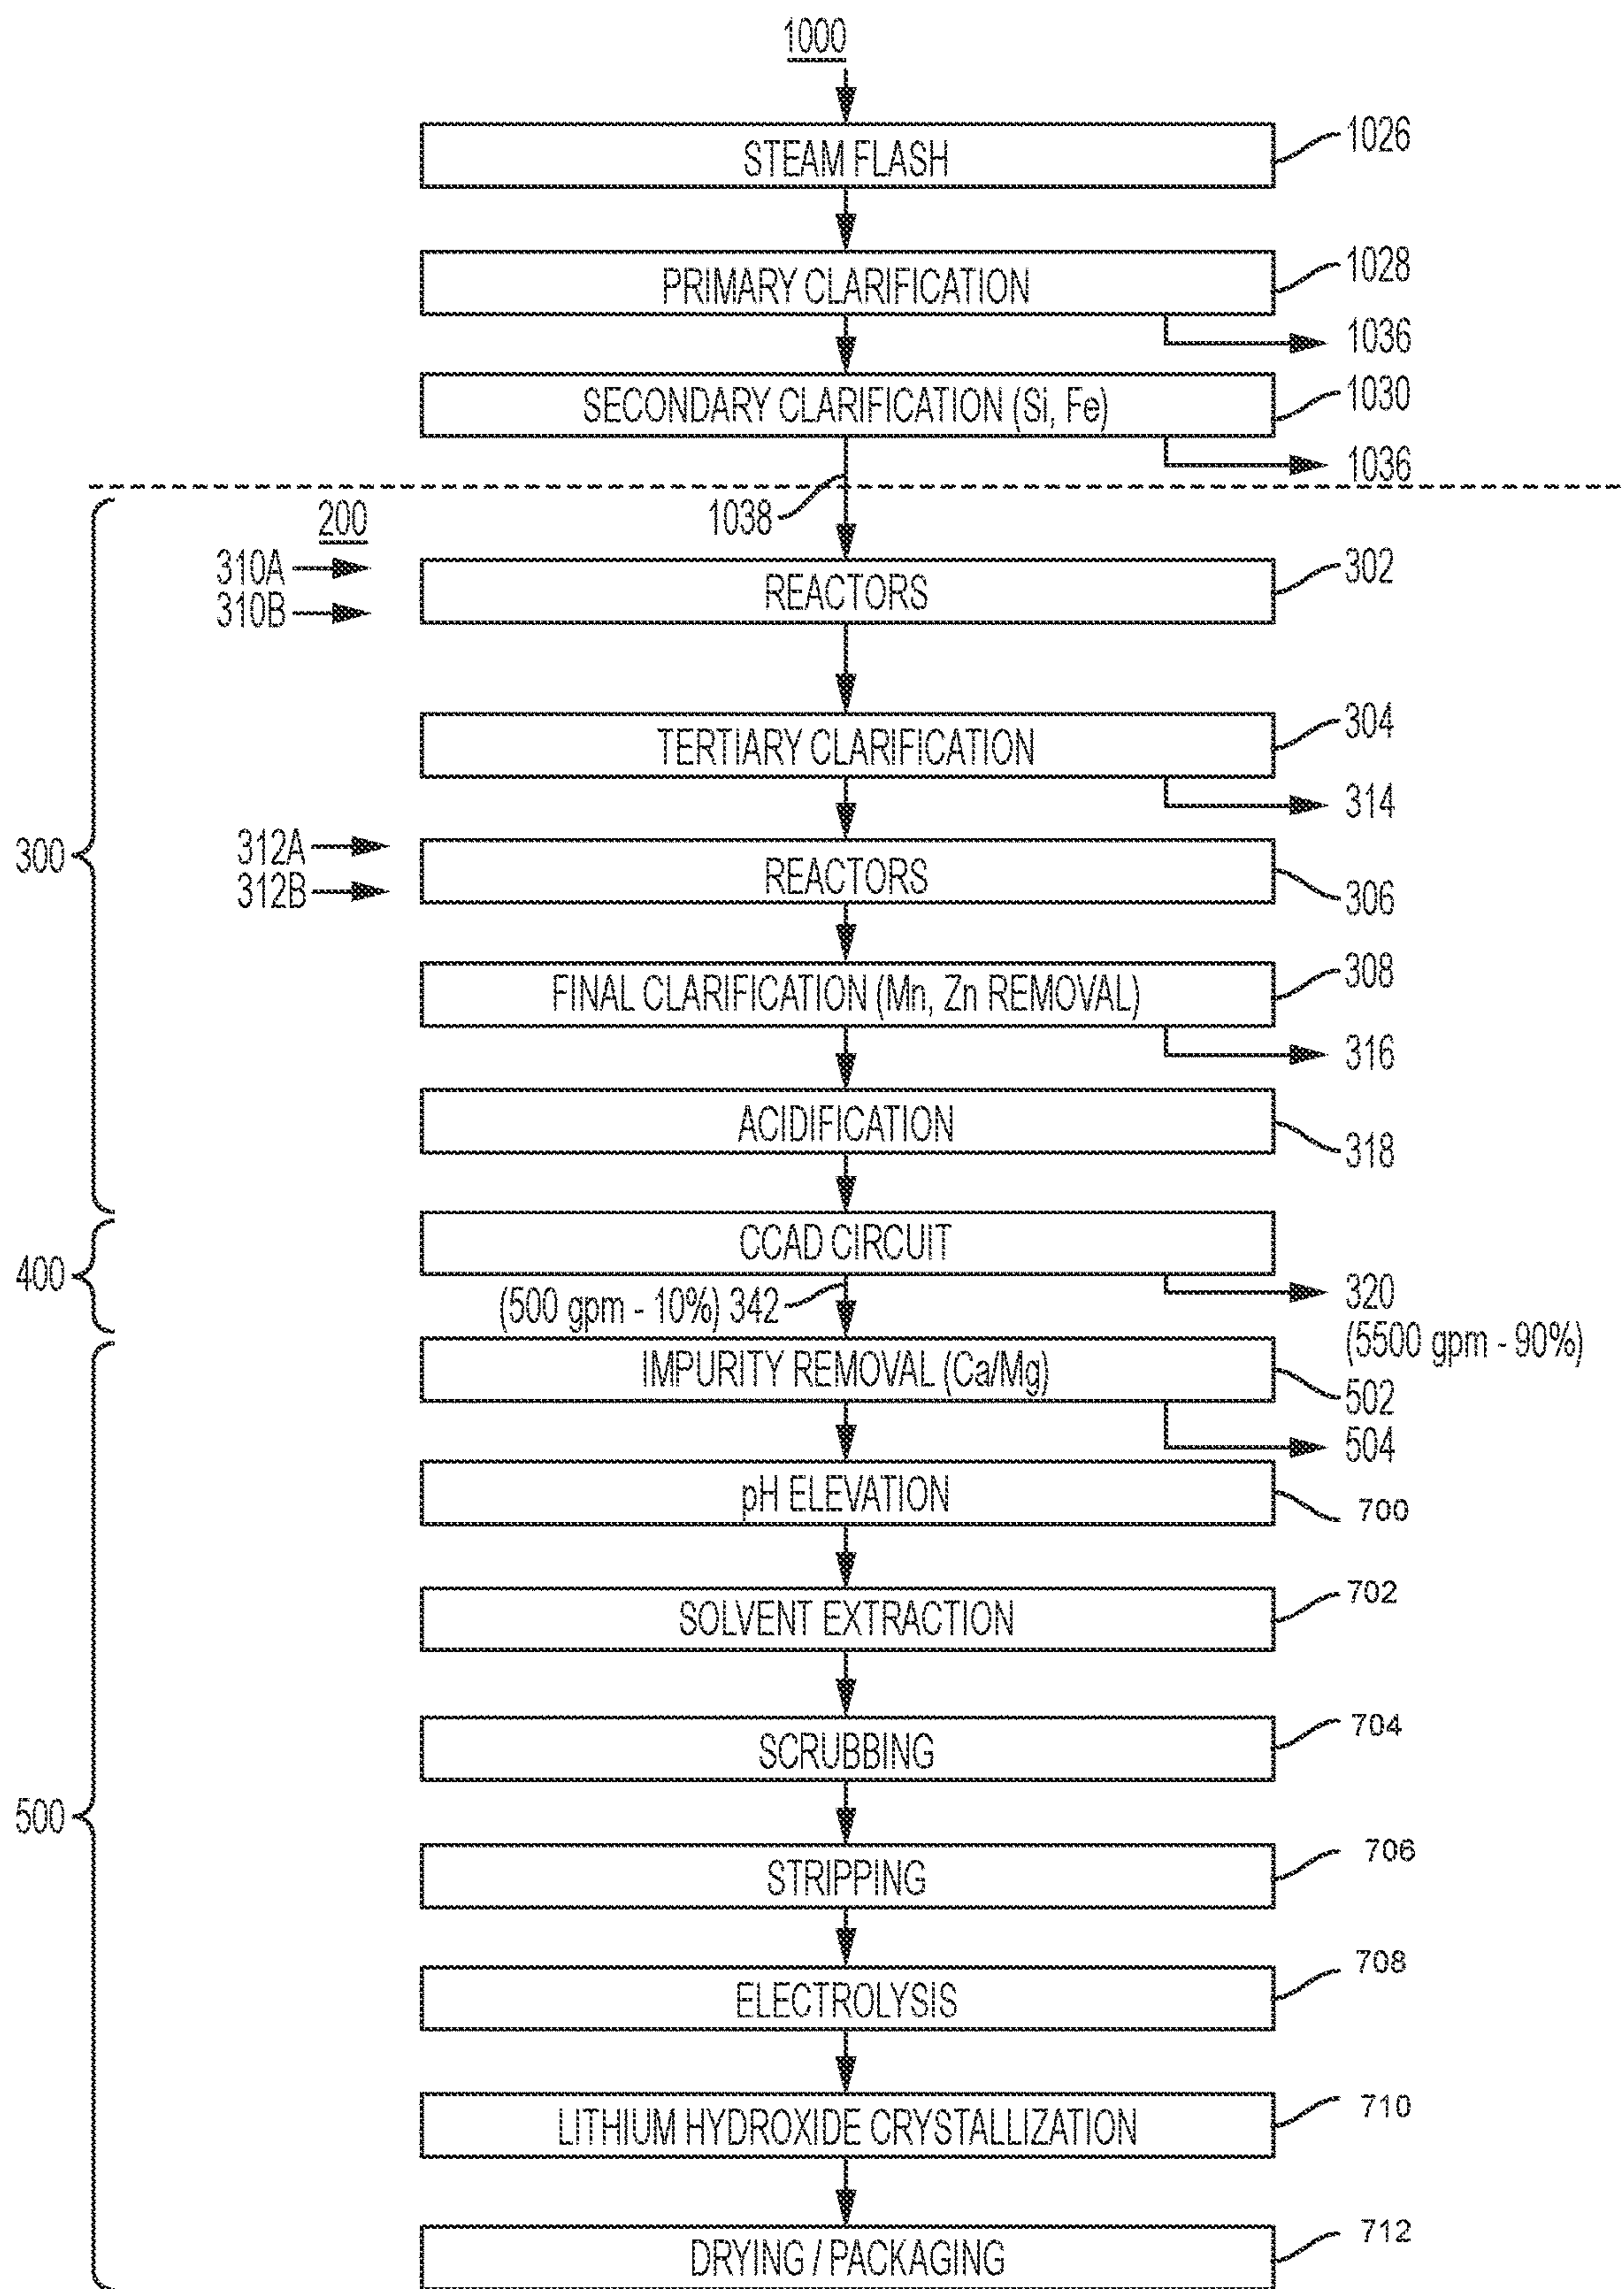 1000
STEAM FLASH
1026
PRIMARY CLARIFICATION
1028
1036
SECONDARY CLARIFICATION (Si, Fe)
1030
1036
1038
200
310A
310B
REACTORS
302
TERTIARY CLARIFICATION
304
314
300
312A
312B
REACTORS
306
FINAL CLARIFICATION (Mn, Zn REMOVAL)
308
316
ACIDIFICATION
318
400
CCAD CIRCUIT
(500 gpm - 10%) 342
320
(5500 gpm - 90%)
IMPURITY REMOVAL (Ca/Mg)
502
504
pH ELEVATION
700
SOLVENT EXTRACTION
702
SCRUBBING
704
500
STRIPPING
706
ELECTROLYSIS
708
LITHIUM HYDROXIDE CRYSTALLIZATION
710
DRYING / PACKAGING
712